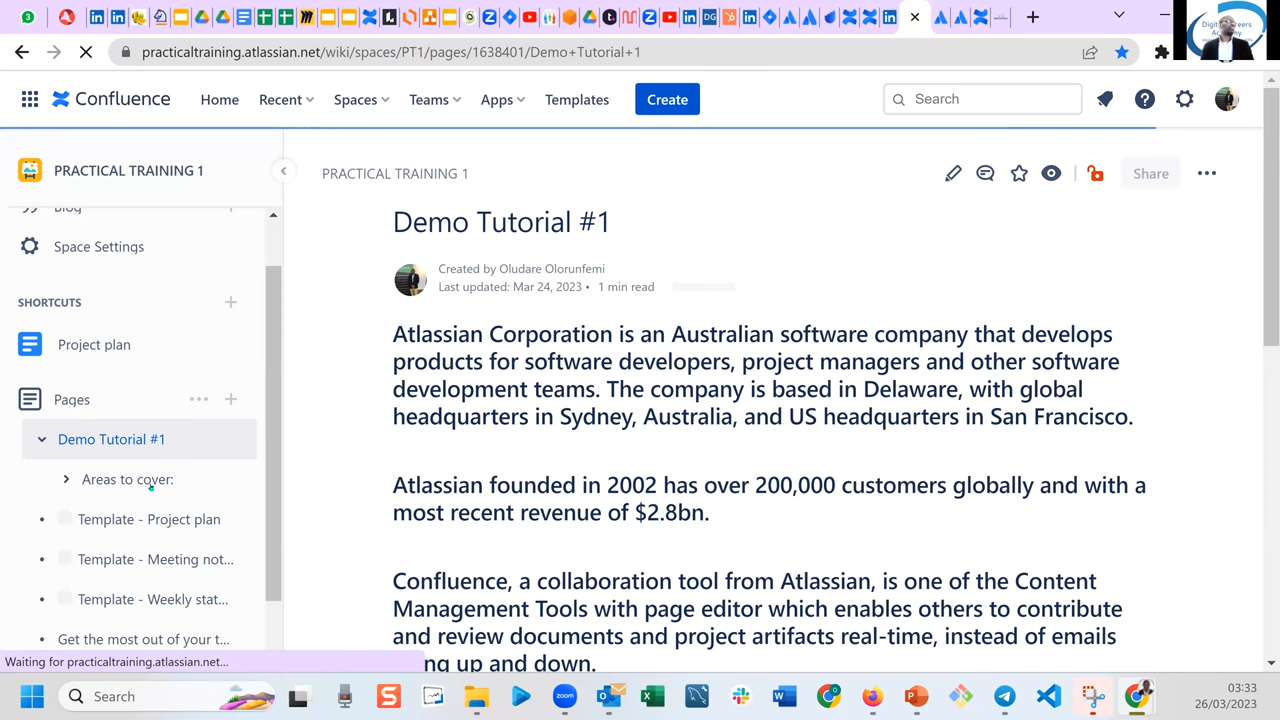 practicaltraining.atlassian.net/wiki/spaces/PT1/pages/1638401/Demo+Tutorial+1
Confluence
Home
Recent
Spaces
Teams
Apps
Templates
Create
Search
PRACTICAL TRAINING 1
Blog
Space Settings
SHORTCUTS
Project plan
Pages
Demo Tutorial #1
Areas to cover:
Template - Project plan
Template - Meeting not...
Template - Weekly stat...
Get the most out of your t...
Waiting for practicaltraining.atlassian.net...
PRACTICAL TRAINING 1
Share
Demo Tutorial #1
Created by Oludare Olorunfemi
Last updated: Mar 24, 2023 • 1 min read
Atlassian Corporation is an Australian software company that develops
products for software developers, project managers and other software
development teams. The company is based in Delaware, with global
headquarters in Sydney, Australia, and US headquarters in San Francisco.
Atlassian founded in 2002 has over 200,000 customers globally and with a
most recent revenue of $2.8bn.
Confluence, a collaboration tool from Atlassian, is one of the Content
Management Tools with page editor which enables others to contribute
and review documents and project artifacts real-time, instead of emails
up and down.
Search
03:33
26/03/2023